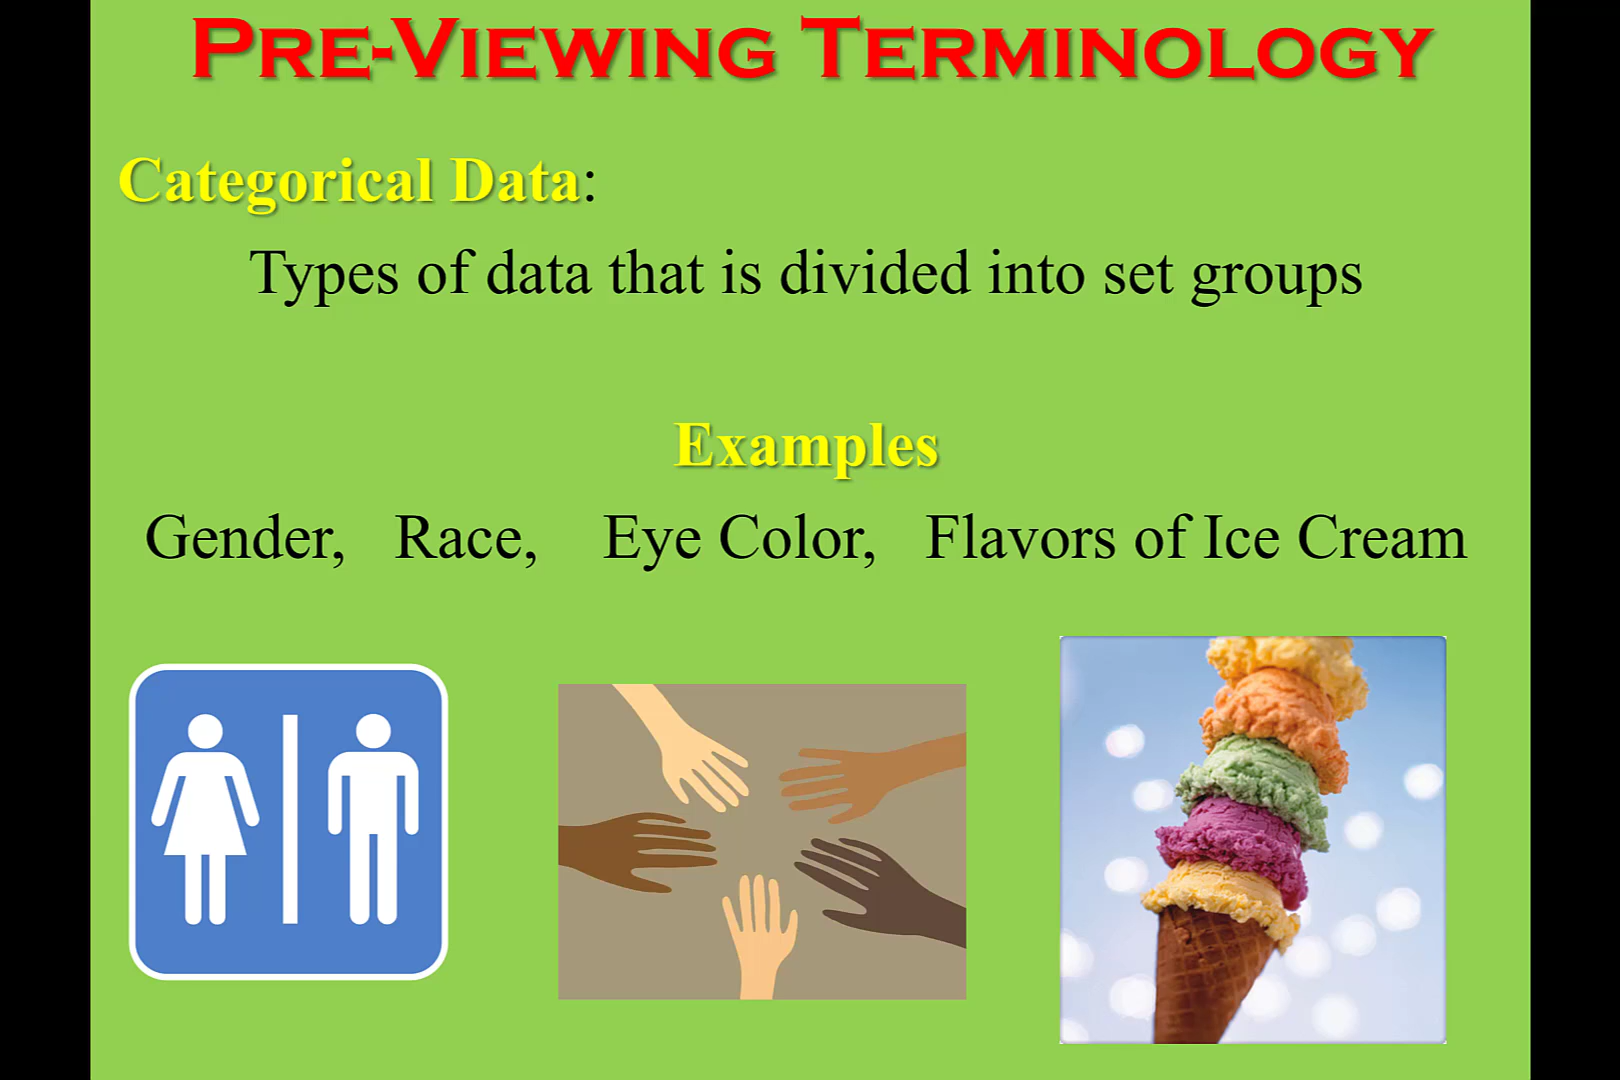 PRE-VIEWING TERMINOLOGY
Categorical Data:
Types of data that is divided into set groups
Examples
Gender, Race, Eye Color, Flavors of Ice Cream